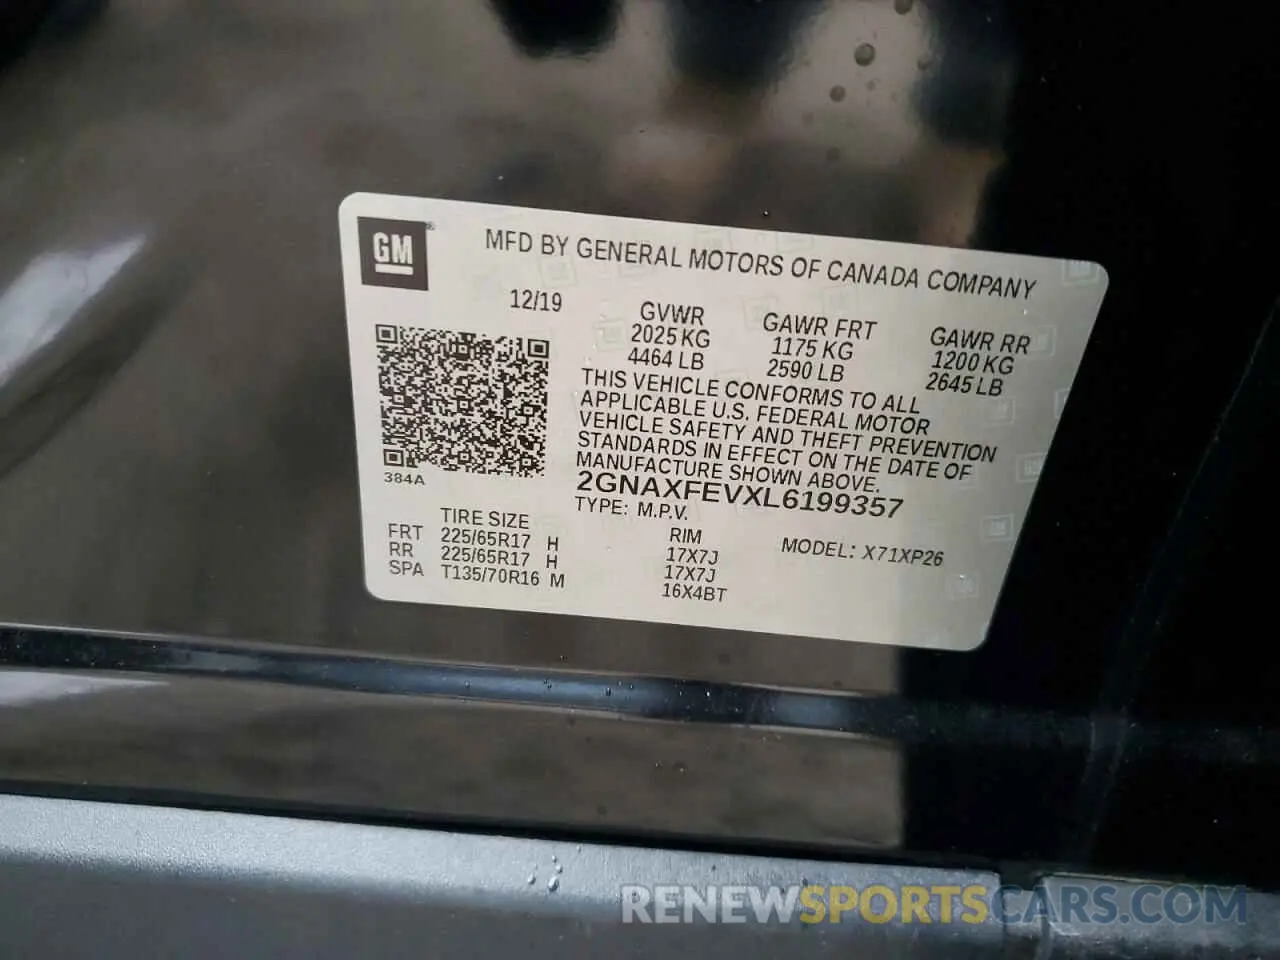 GM®
MFD BY GENERAL MOTORS OF CANADA COMPANY
12/19
GVWR
2025 KG
4464 LB
GAWR FRT
1175 KG
2590 LB
GAWR RR
1200 KG
2645 LB
THIS VEHICLE CONFORMS TO ALL
APPLICABLE U.S. FEDERAL MOTOR
VEHICLE SAFETY AND THEFT PREVENTION
STANDARDS IN EFFECT ON THE DATE OF
MANUFACTURE SHOWN ABOVE.
2GNAXFEVXL6199357
TYPE: M.P.V.
384A
TIRE SIZE RIM MODEL: X71XP26
FRT 225/65R17 H 17X7J
RR 225/65R17 H 17X7J
SPA T135/70R16 M 16X4BT
RENEWSPORTSCARS.COM